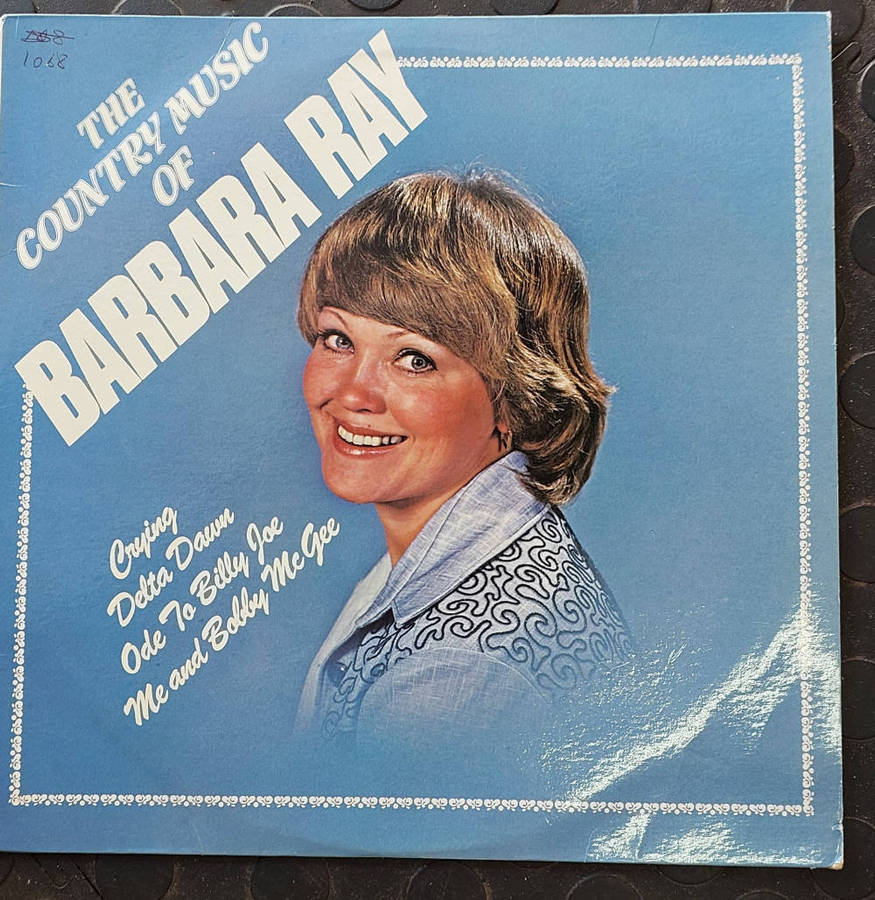 1068
THE
COUNTRY MUSIC
OF
BARBARA RAY
Crying
Delta Dawn
Ode To Billy Joe
Me and Bobby McGee